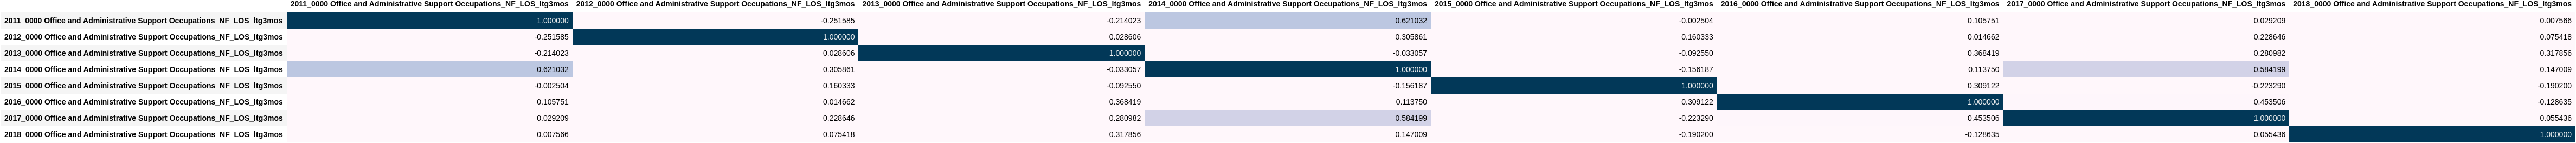 2011_0000 Office and Administrative Support Occupations_NF_LOS_ltg3mos 2012_0000 Office and Administrative Support Occupations_NF_LOS_ltg3mos 2013_0000 Office and Administrative Support Occupations_NF_LOS_ltg3mos 2014_0000 Office and Administrative Support Occupations_NF_LOS_ltg3mos 2015_0000 Office and Administrative Support Occupations_NF_LOS_ltg3mos 2016_0000 Office and Administrative Support Occupations_NF_LOS_ltg3mos 2017_0000 Office and Administrative Support Occupations_NF_LOS_ltg3mos 2018_0000 Office and Administrative Support Occupations_NF_LOS_ltg3mos
2011_0000 Office and Administrative Support Occupations_NF_LOS_ltg3mos 1.000000 -0.251585 -0.214023 0.621032 -0.002504 0.105751 0.029209 0.007566
2012_0000 Office and Administrative Support Occupations_NF_LOS_ltg3mos -0.251585 1.000000 0.028606 0.305861 0.160333 0.014662 0.228646 0.075418
2013_0000 Office and Administrative Support Occupations_NF_LOS_ltg3mos -0.214023 0.028606 1.000000 -0.033057 -0.092550 0.368419 0.280982 0.317856
2014_0000 Office and Administrative Support Occupations_NF_LOS_ltg3mos 0.621032 0.305861 -0.033057 1.000000 -0.156187 0.113750 0.584199 0.147009
2015_0000 Office and Administrative Support Occupations_NF_LOS_ltg3mos -0.002504 0.160333 -0.092550 -0.156187 1.000000 0.309122 -0.223290 -0.190200
2016_0000 Office and Administrative Support Occupations_NF_LOS_ltg3mos 0.105751 0.014662 0.368419 0.113750 0.309122 1.000000 0.453506 -0.128635
2017_0000 Office and Administrative Support Occupations_NF_LOS_ltg3mos 0.029209 0.228646 0.280982 0.584199 -0.223290 0.453506 1.000000 0.055436
2018_0000 Office and Administrative Support Occupations_NF_LOS_ltg3mos 0.007566 0.075418 0.317856 0.147009 -0.190200 -0.128635 0.055436 1.000000